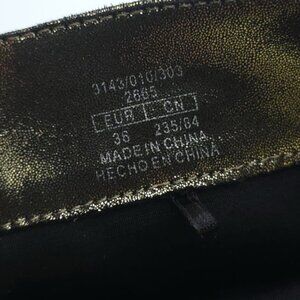 3143/010/303
2665
EUR CN
36 235/84
MADE IN CHINA
HECHO EN CHINA